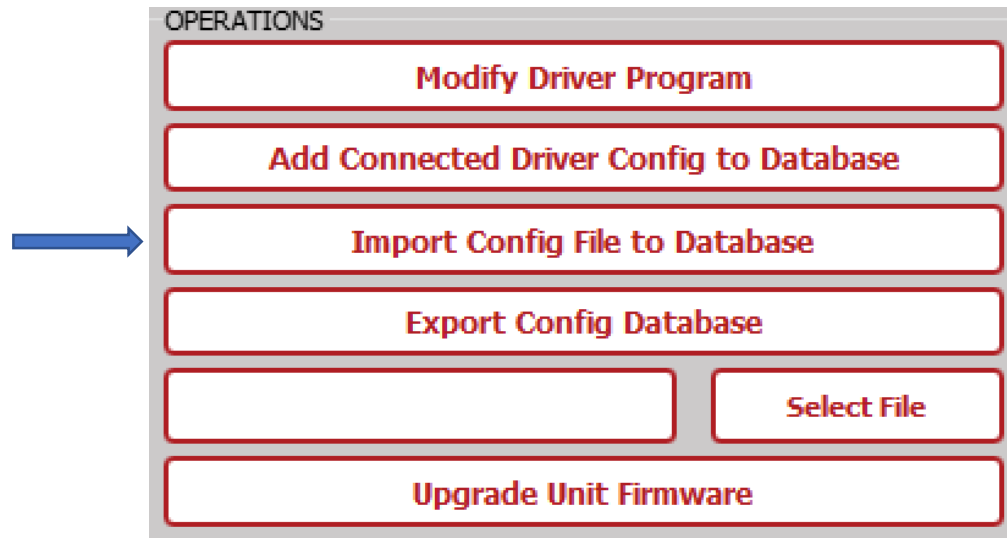 OPERATIONS
Modify Driver Program
Add Connected Driver Config to Database
Import Config File to Database
Export Config Database
Select File
Upgrade Unit Firmware